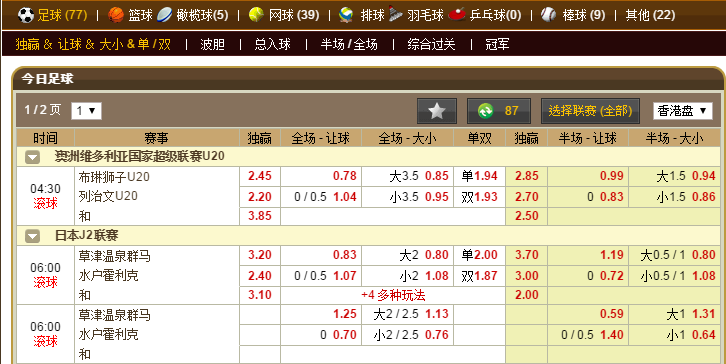 足球 (77) | 篮球 橄榄球(5) | 网球 (39) | 排球 羽毛球 乒乓球(0) | 棒球 (9) | 其他 (22)
独赢 & 让球 & 大小 & 单 / 双 | 波胆 | 总入球 | 半场 / 全场 | 综合过关 | 冠军
今日足球
1 / 2 页 1 ▼ ★ 87 选择联赛 (全部) 香港盘 ▼
时间 赛事 独赢 全场 - 让球 全场 - 大小 单双 独赢 半场 - 让球 半场 - 大小
澳洲维多利亚国家超级联赛U20
布琳狮子U20 2.45 0.78 大3.5 0.85 单1.94 2.85 0.99 大1.5 0.94
04:30
列治文U20 2.20 0 / 0.5 1.04 小3.5 0.95 双1.93 2.70 0 0.83 小1.5 0.86
滚球
和 3.85 2.50
日本J2联赛
草津温泉群马 3.20 0.83 大2 0.80 单2.00 3.70 1.19 大0.5 / 1 0.80
06:00
水户霍利克 2.40 0 / 0.5 1.07 小2 1.08 双1.87 3.00 0 0.72 小0.5 / 1 1.08
滚球
和 3.10 +4 多种玩法 2.00
草津温泉群马 1.25 大2 / 2.5 1.13 0.59 大1 1.31
06:00
水户霍利克 0 0.70 小2 / 2.5 0.76 0 / 0.5 1.40 小1 0.64
滚球
和